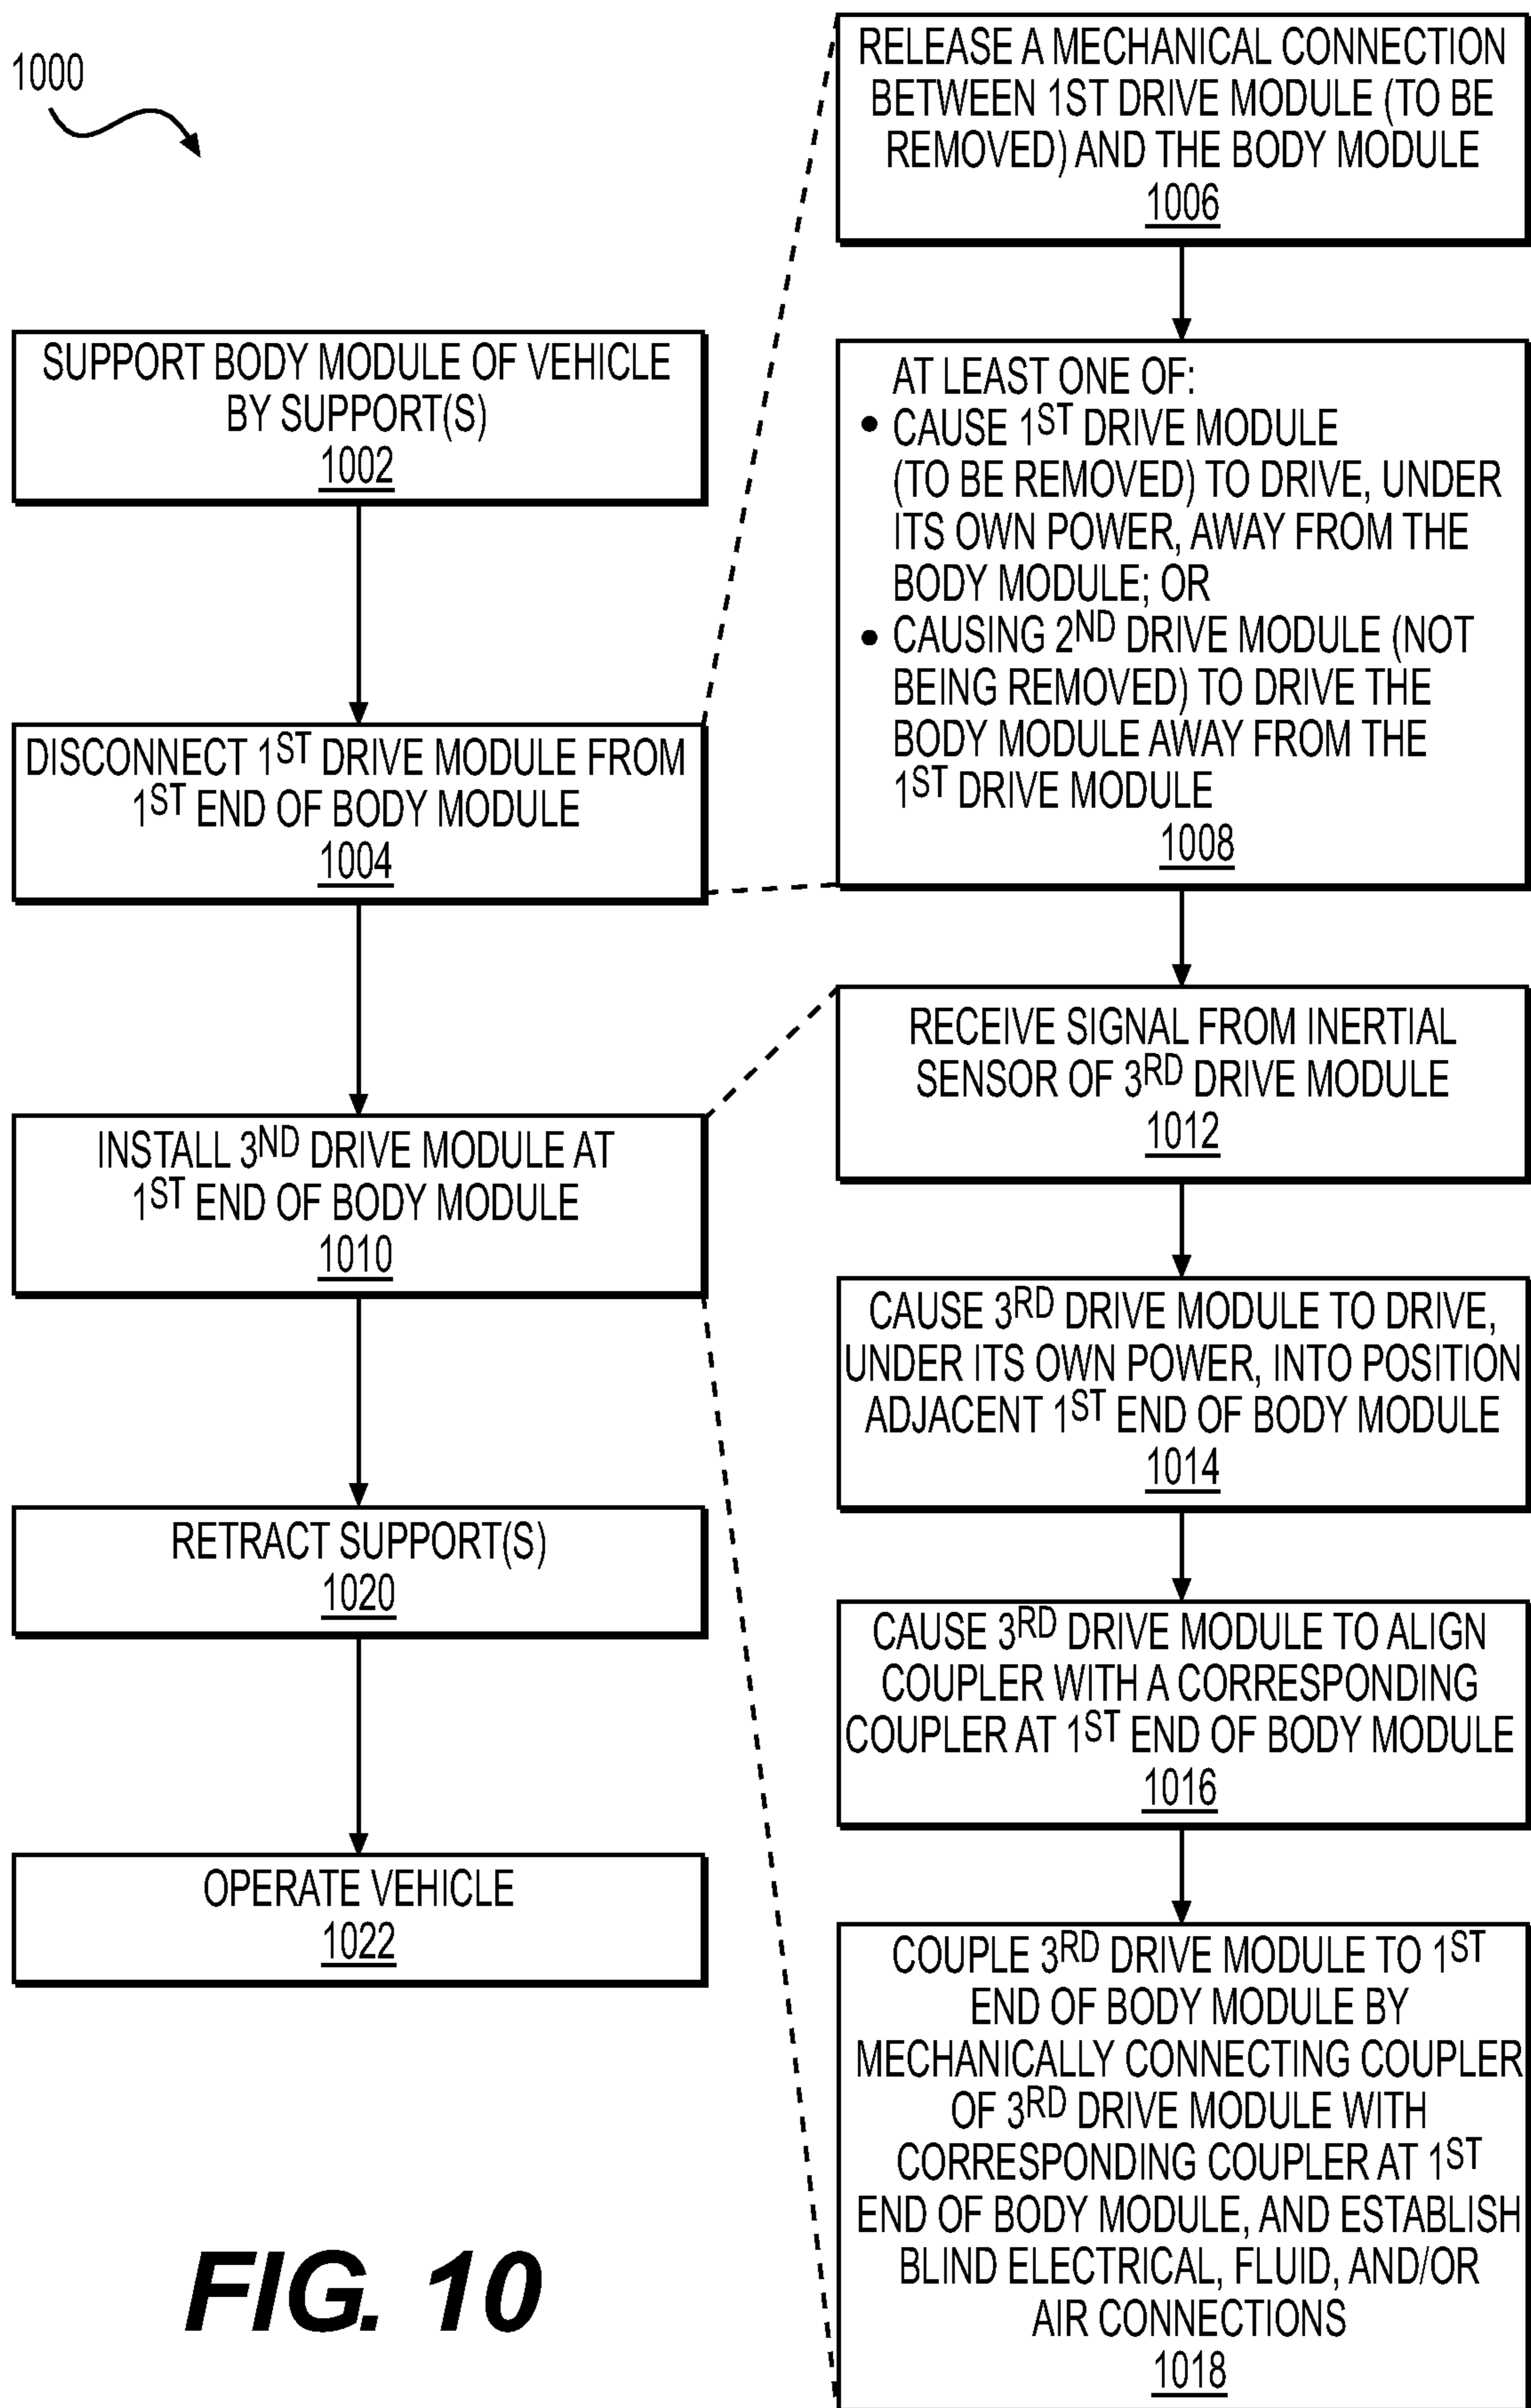 1000
SUPPORT BODY MODULE OF VEHICLE
BY SUPPORT(S)
1002
DISCONNECT 1ST DRIVE MODULE FROM
1ST END OF BODY MODULE
1004
RELEASE A MECHANICAL CONNECTION
BETWEEN 1ST DRIVE MODULE (TO BE
REMOVED) AND THE BODY MODULE
1006
AT LEAST ONE OF:
• CAUSE 1ST DRIVE MODULE
(TO BE REMOVED) TO DRIVE, UNDER
ITS OWN POWER, AWAY FROM THE
BODY MODULE; OR
• CAUSING 2ND DRIVE MODULE (NOT
BEING REMOVED) TO DRIVE THE
BODY MODULE AWAY FROM THE
1ST DRIVE MODULE
1008
INSTALL 3ND DRIVE MODULE AT
1ST END OF BODY MODULE
1010
RECEIVE SIGNAL FROM INERTIAL
SENSOR OF 3RD DRIVE MODULE
1012
CAUSE 3RD DRIVE MODULE TO DRIVE,
UNDER ITS OWN POWER, INTO POSITION
ADJACENT 1ST END OF BODY MODULE
1014
CAUSE 3RD DRIVE MODULE TO ALIGN
COUPLER WITH A CORRESPONDING
COUPLER AT 1ST END OF BODY MODULE
1016
COUPLE 3RD DRIVE MODULE TO 1ST
END OF BODY MODULE BY
MECHANICALLY CONNECTING COUPLER
OF 3RD DRIVE MODULE WITH
CORRESPONDING COUPLER AT 1ST
END OF BODY MODULE, AND ESTABLISH
BLIND ELECTRICAL, FLUID, AND/OR
AIR CONNECTIONS
1018
RETRACT SUPPORT(S)
1020
OPERATE VEHICLE
1022
FIG. 10